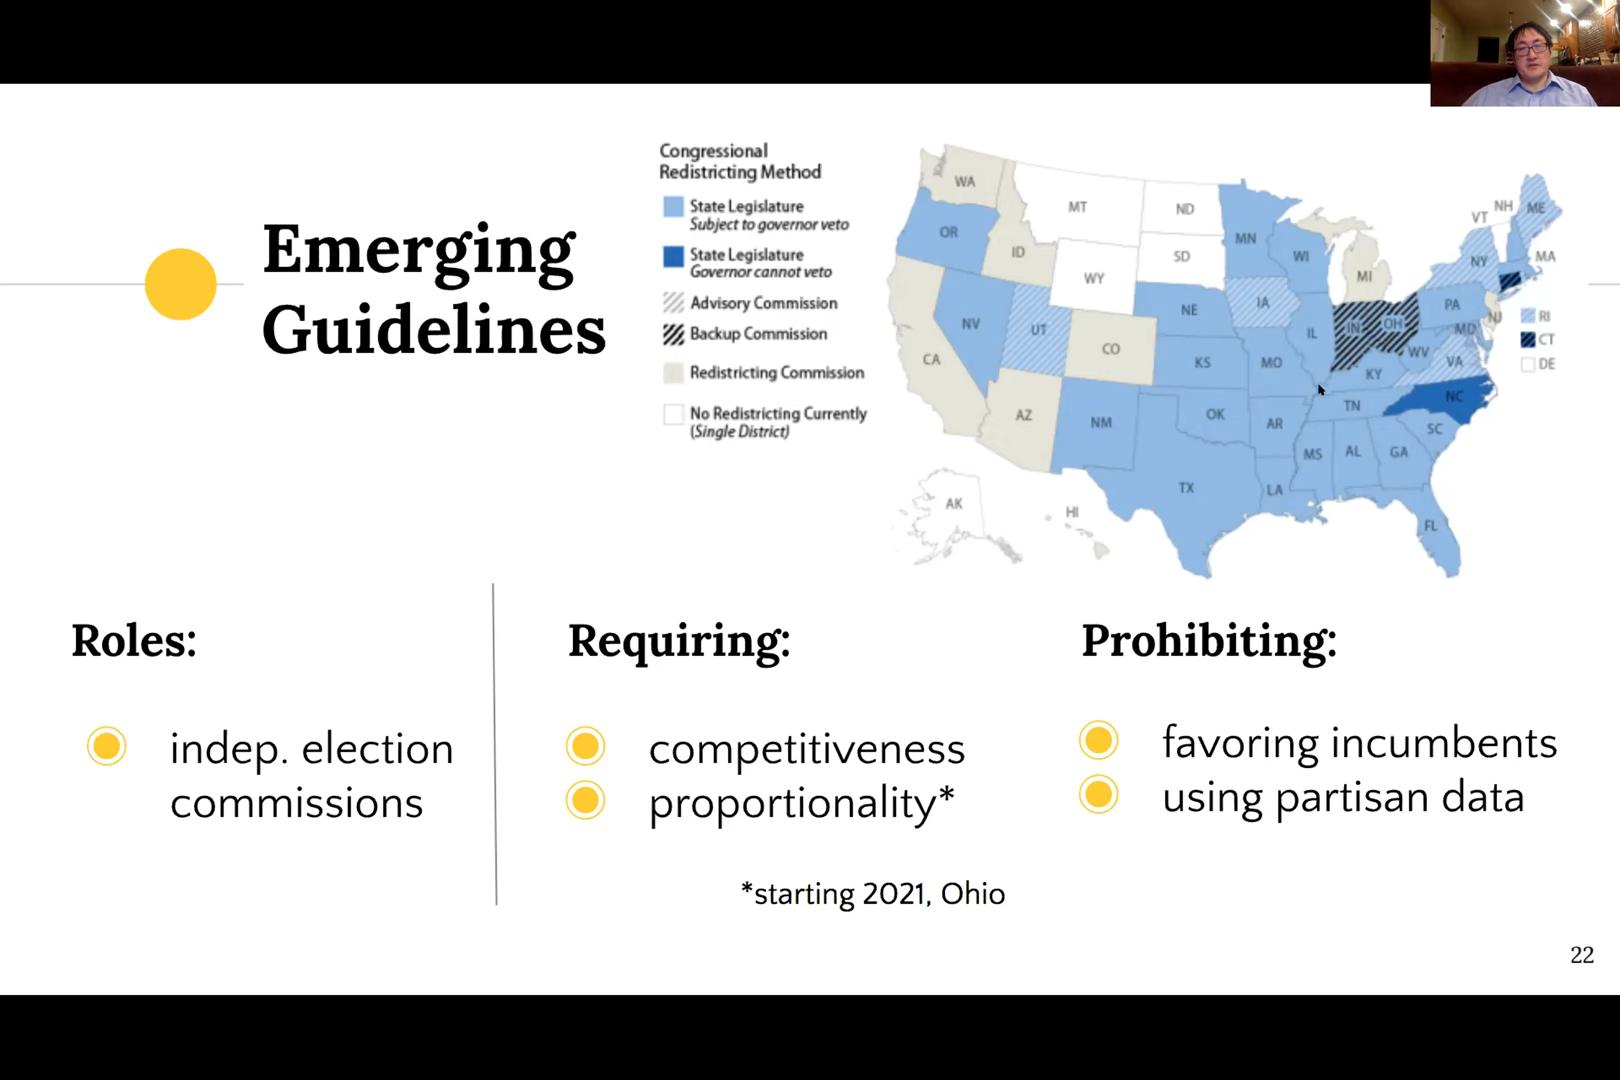 Emerging
Guidelines
Congressional
Redistricting Method
State Legislature
Subject to governor veto
State Legislature
Governor cannot veto
Advisory Commission
Backup Commission
Redistricting Commission
No Redistricting Currently
(Single District)
WA
OR
CA
ID
NV
AZ
MT
WY
UT
CO
NM
ND
SD
NE
KS
OK
TX
MN
IA
MO
AR
LA
WI
IL
MI
IN
OH
KY
TN
MS
AL
GA
FL
SC
NC
VA
WV
MD
PA
NJ
NY
VT
NH
ME
MA
RI
CT
DE
AK
HI
Roles:
indep. election
commissions
Requiring:
competitiveness
proportionality*
*starting 2021, Ohio
Prohibiting:
favoring incumbents
using partisan data
22